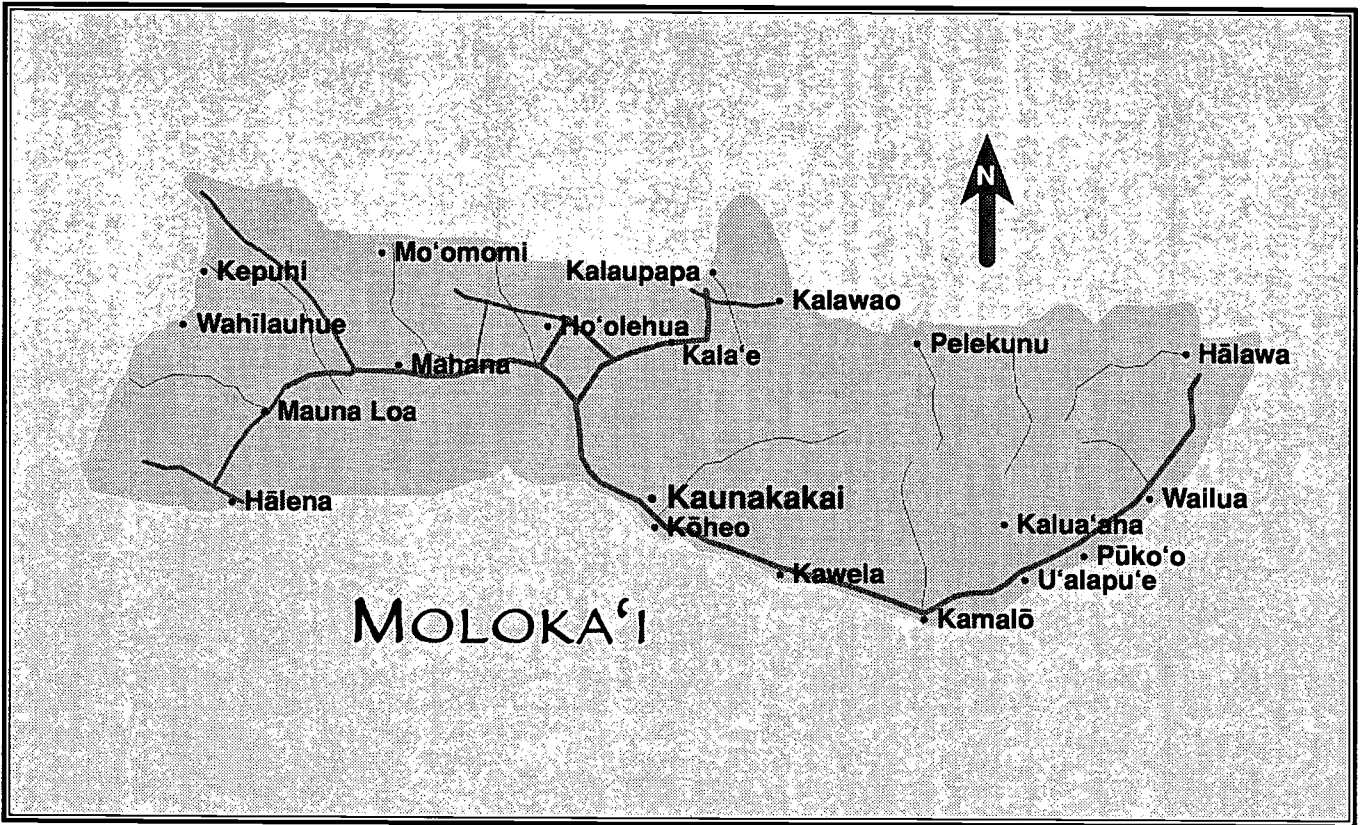 N
Mo‘omomi
Kepuhi
Kalaupapa
Kalawao
Wahīlauhue
Ho‘olehua
Kala‘e
Pelekunu
Hālawa
Mahana
Mauna Loa
Hālena
Kaunakakai
Kōheo
Wailua
Kalua‘aha
Pūko‘o
Kawela
U‘alapu‘e
Kamalō
MOLOKA‘I